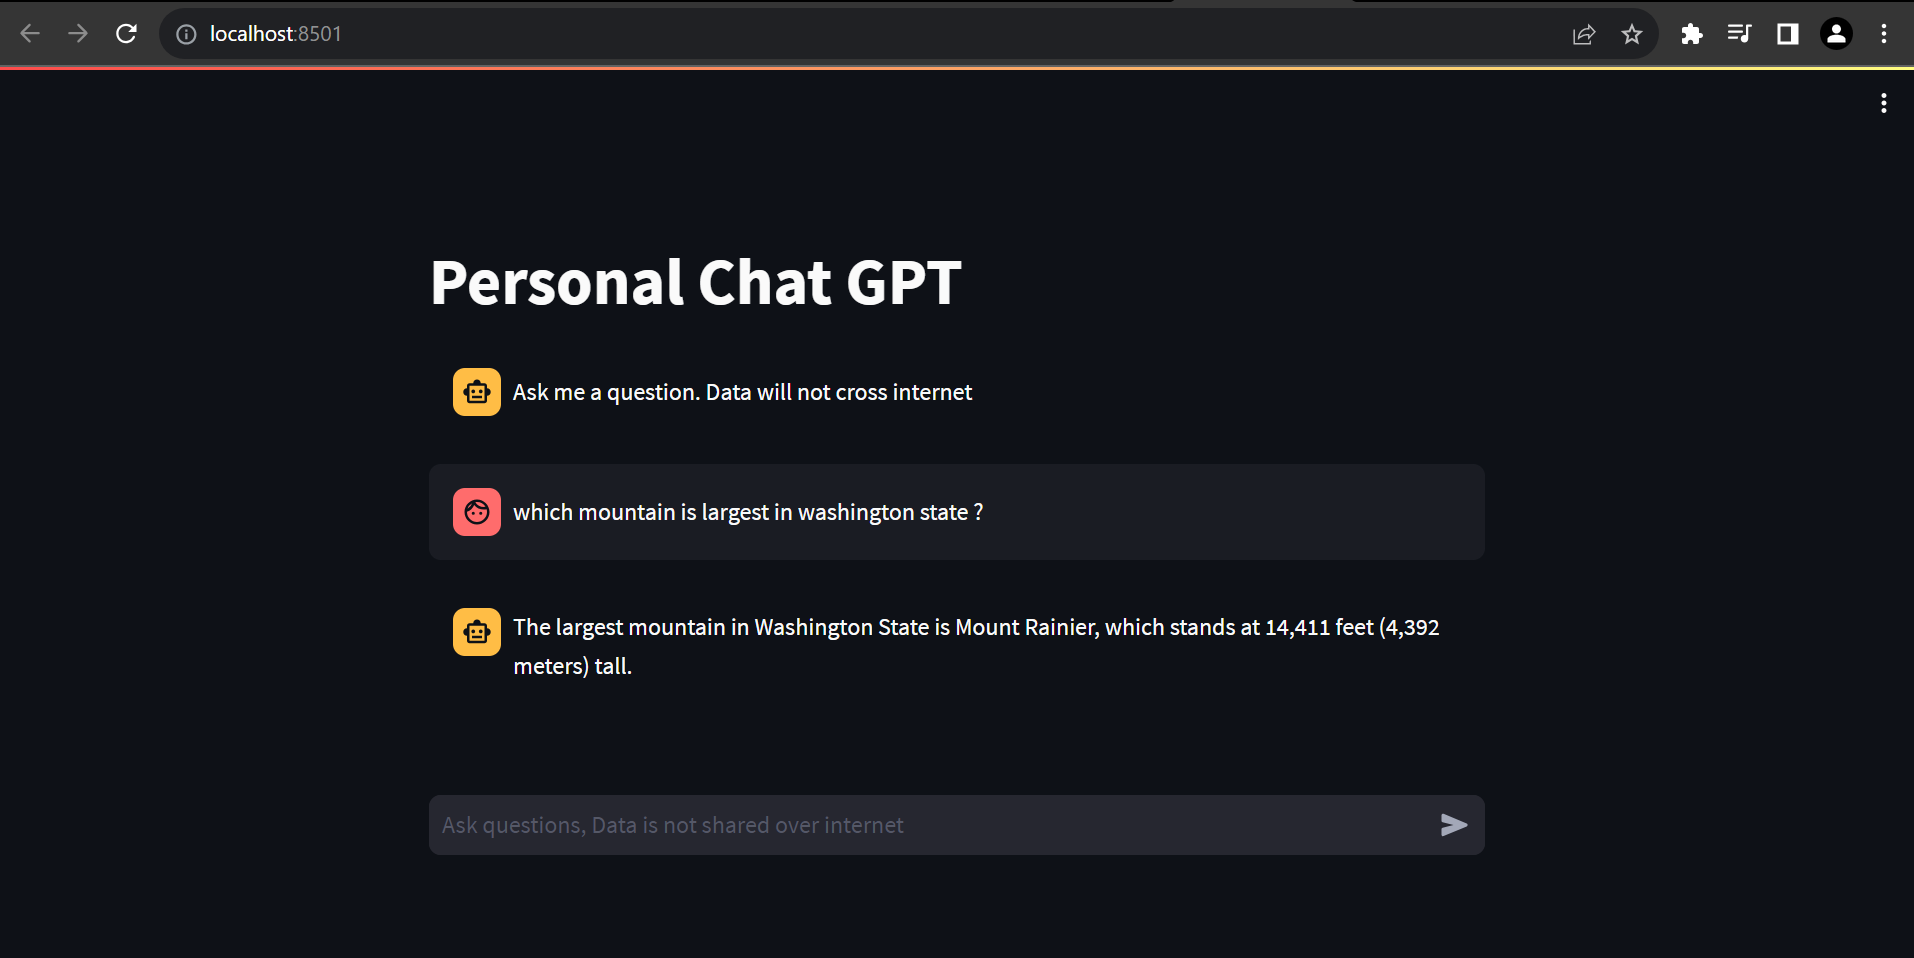 localhost:8501
Personal Chat GPT
Ask me a question. Data will not cross internet
which mountain is largest in washington state ?
The largest mountain in Washington State is Mount Rainier, which stands at 14,411 feet (4,392
meters) tall.
Ask questions, Data is not shared over internet